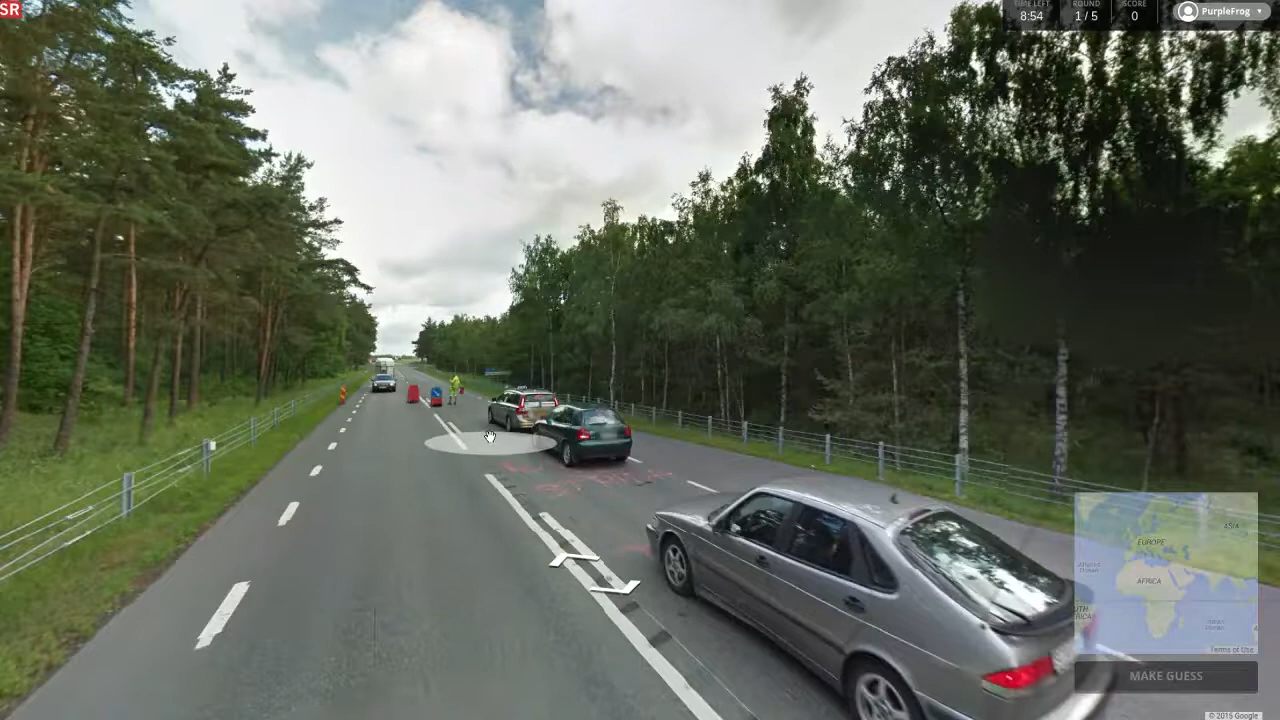 SR
TIME LEFT
8:54
ROUND
1 / 5
SCORE
0
PurpleFrog
EUROPE
ASIA
AFRICA
Terms of Use
MAKE GUESS
© 2015 Google